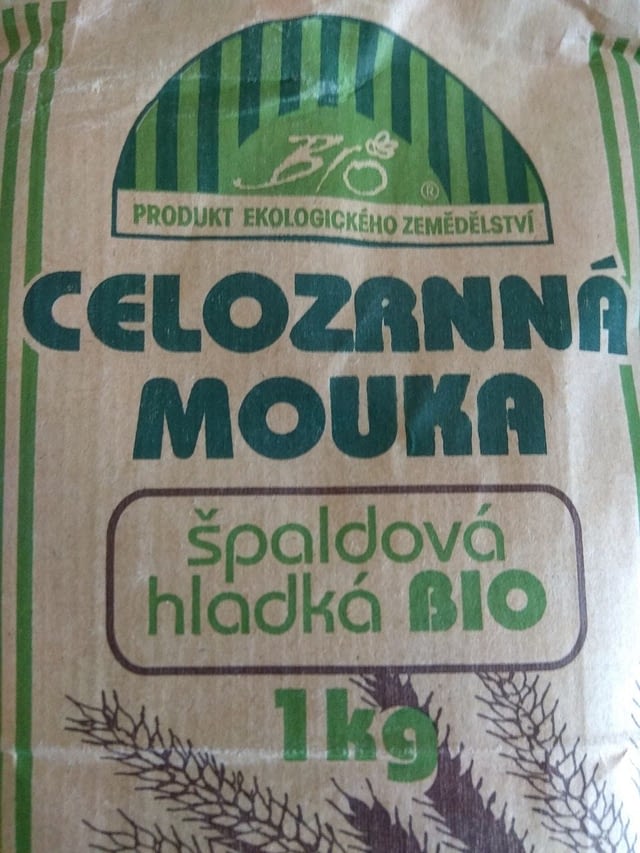 Bio ®
PRODUKT EKOLOGICKÉHO ZEMĚDĚLSTVÍ
CELOZRNNÁ
MOUKA
špaldová
hladká BIO
1kg